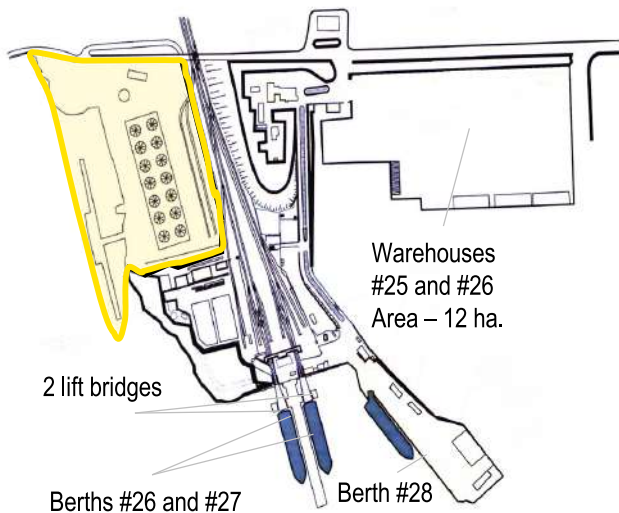 Warehouses
#25 and #26
Area – 12 ha.
2 lift bridges
Berths #26 and #27
Berth #28